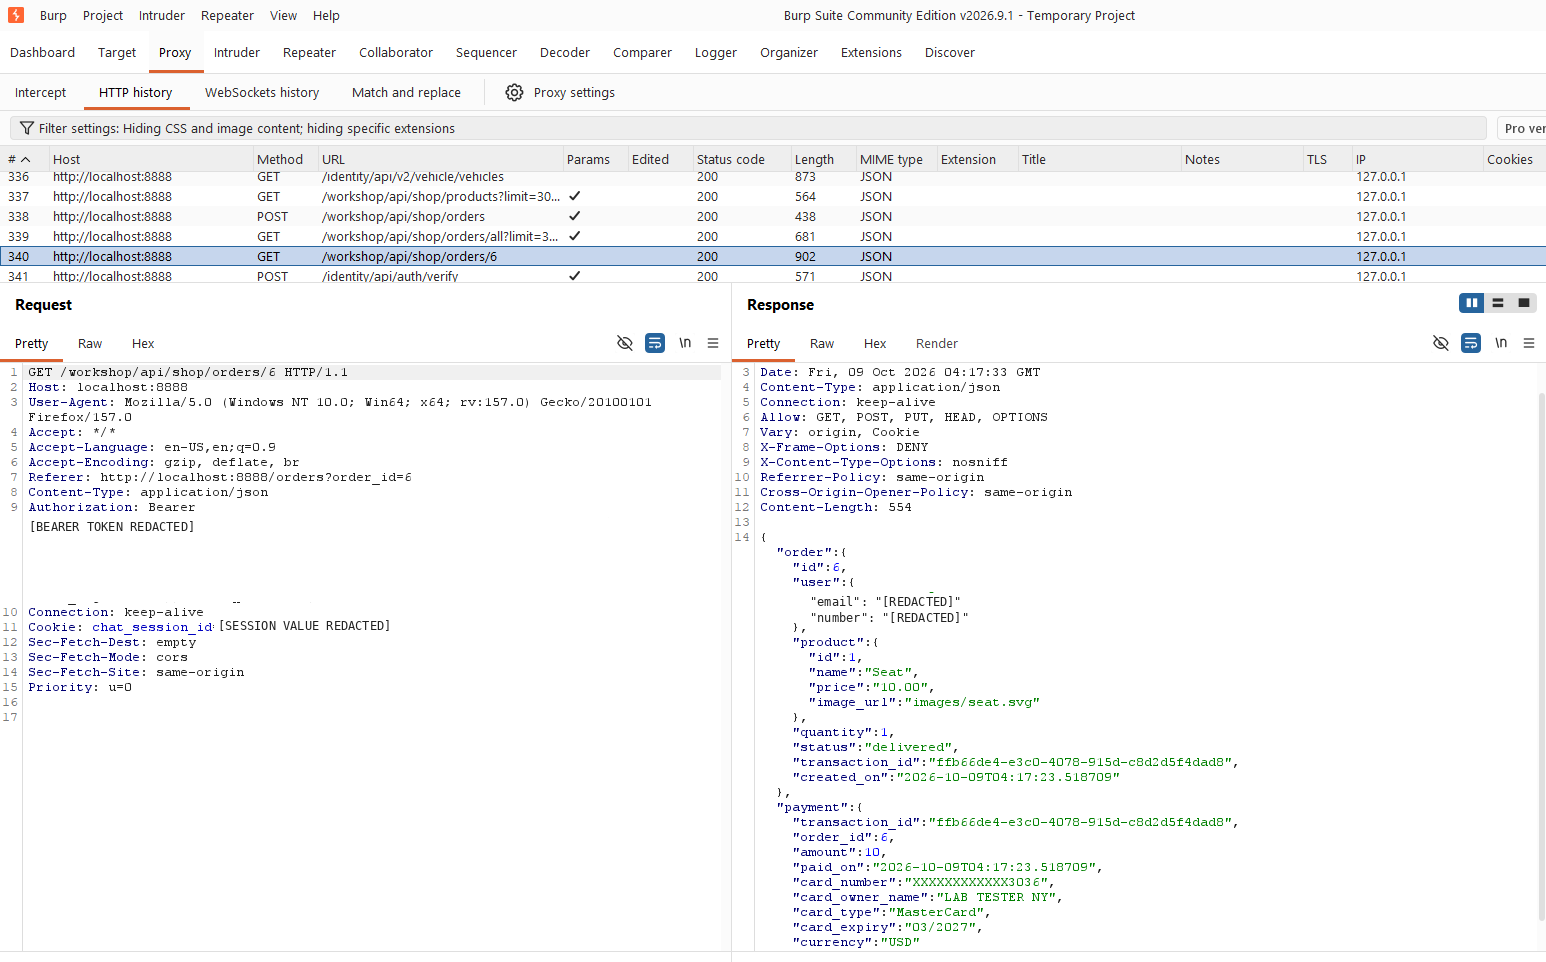 Burp Project Intruder Repeater View Help Burp Suite Community Edition v2026.9.1 - Temporary Project
Dashboard Target Proxy Intruder Repeater Collaborator Sequencer Decoder Comparer Logger Organizer Extensions Discover
Intercept HTTP history WebSockets history Match and replace Proxy settings
Filter settings: Hiding CSS and image content; hiding specific extensions Pro ver
# Host Method URL Params Edited Status code Length MIME type Extension Title Notes TLS IP Cookies
336 http://localhost:8888 GET /identity/api/v2/vehicle/vehicles 200 873 JSON 127.0.0.1
337 http://localhost:8888 GET /workshop/api/shop/products?limit=30... ✓ 200 564 JSON 127.0.0.1
338 http://localhost:8888 POST /workshop/api/shop/orders ✓ 200 438 JSON 127.0.0.1
339 http://localhost:8888 GET /workshop/api/shop/orders/all?limit=3... ✓ 200 681 JSON 127.0.0.1
340 http://localhost:8888 GET /workshop/api/shop/orders/6 200 902 JSON 127.0.0.1
341 http://localhost:8888 POST /identity/api/auth/verify ✓ 200 571 JSON 127.0.0.1
Request
Pretty Raw Hex \n
1 GET /workshop/api/shop/orders/6 HTTP/1.1
2 Host: localhost:8888
3 User-Agent: Mozilla/5.0 (Windows NT 10.0; Win64; x64; rv:157.0) Gecko/20100101
Firefox/157.0
4 Accept: */*
5 Accept-Language: en-US,en;q=0.9
6 Accept-Encoding: gzip, deflate, br
7 Referer: http://localhost:8888/orders?order_id=6
8 Content-Type: application/json
9 Authorization: Bearer
[BEARER TOKEN REDACTED]
10 Connection: keep-alive
11 Cookie: chat_session_id=[SESSION VALUE REDACTED]
12 Sec-Fetch-Dest: empty
13 Sec-Fetch-Mode: cors
14 Sec-Fetch-Site: same-origin
15 Priority: u=0
16
17
Response
Pretty Raw Hex Render \n
3 Date: Fri, 09 Oct 2026 04:17:33 GMT
4 Content-Type: application/json
5 Connection: keep-alive
6 Allow: GET, POST, PUT, HEAD, OPTIONS
7 Vary: origin, Cookie
8 X-Frame-Options: DENY
9 X-Content-Type-Options: nosniff
10 Referrer-Policy: same-origin
11 Cross-Origin-Opener-Policy: same-origin
12 Content-Length: 554
13
14 {
"order":{
"id":6,
"user":{
"email": "[REDACTED]"
"number": "[REDACTED]"
},
"product":{
"id":1,
"name":"Seat",
"price":"10.00",
"image_url":"images/seat.svg"
},
"quantity":1,
"status":"delivered",
"transaction_id":"ffb66de4-e3c0-4078-915d-c8d2d5f4dad8",
"created_on":"2026-10-09T04:17:23.518709"
},
"payment":{
"transaction_id":"ffb66de4-e3c0-4078-915d-c8d2d5f4dad8",
"order_id":6,
"amount":10,
"paid_on":"2026-10-09T04:17:23.518709",
"card_number":"XXXXXXXXXXXX3036",
"card_owner_name":"LAB TESTER NY",
"card_type":"MasterCard",
"card_expiry":"03/2027",
"currency":"USD"